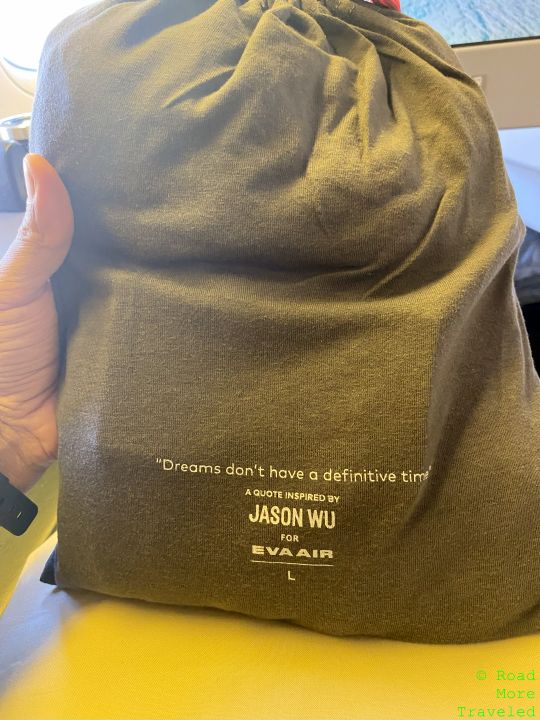 "Dreams don't have a definitive time"
A QUOTE INSPIRED BY
JASON WU
FOR
EVA AIR
L
© Road
More
Traveled